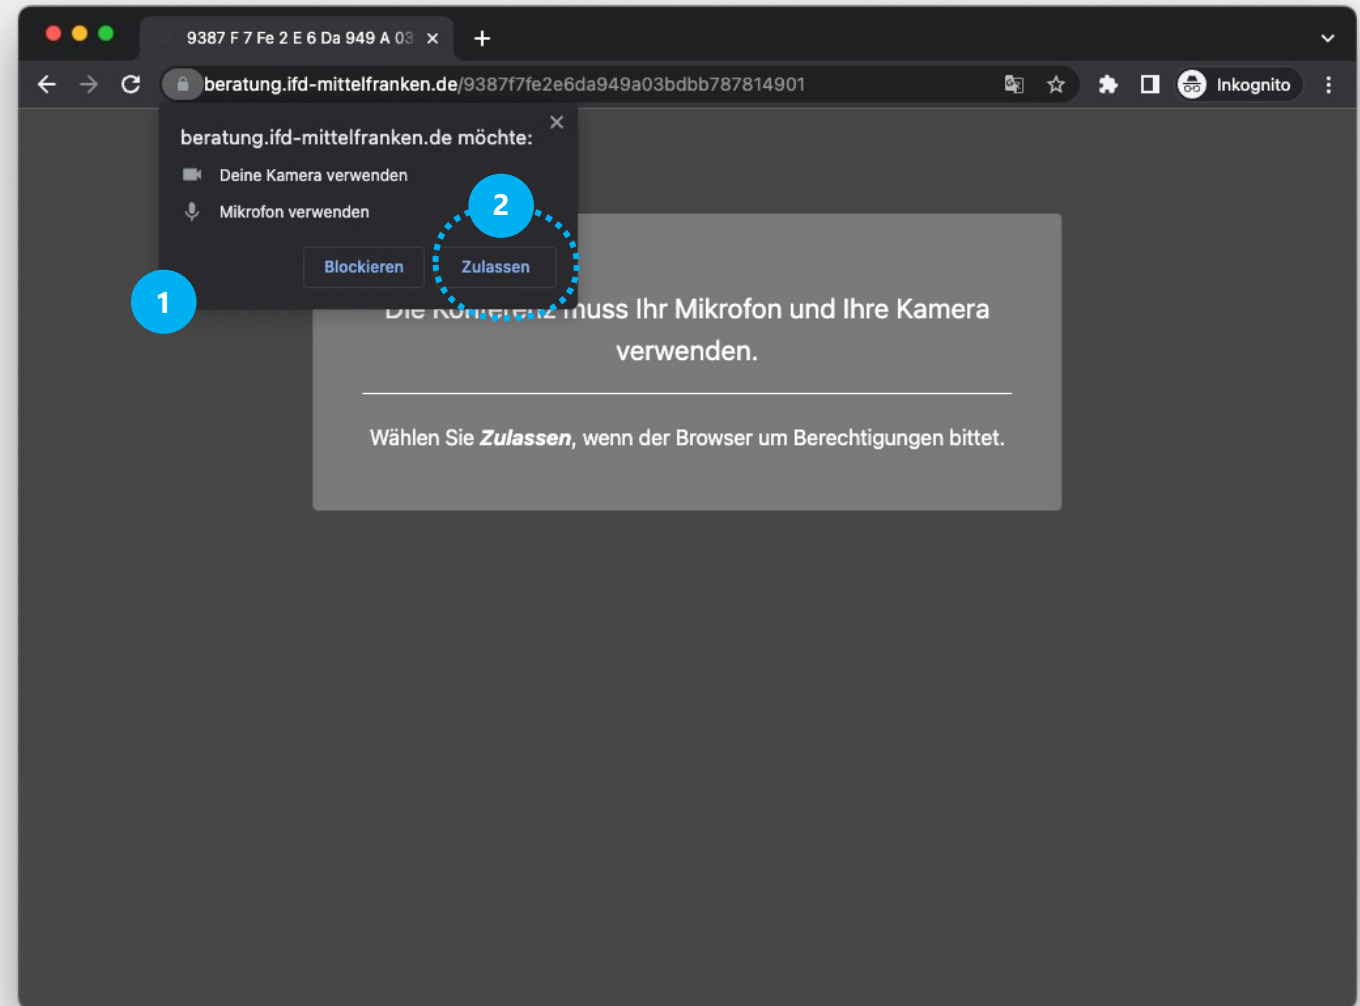 9387 F 7 Fe 2 E 6 Da 949 A 03
beratung.ifd-mittelfranken.de/9387f7fe2e6da949a03bdbb787814901
Inkognito
beratung.ifd-mittelfranken.de möchte:
Deine Kamera verwenden
Mikrofon verwenden
2
Blockieren
Zulassen
1
Die Konferenz muss Ihr Mikrofon und Ihre Kamera
verwenden.
Wählen Sie Zulassen, wenn der Browser um Berechtigungen bittet.